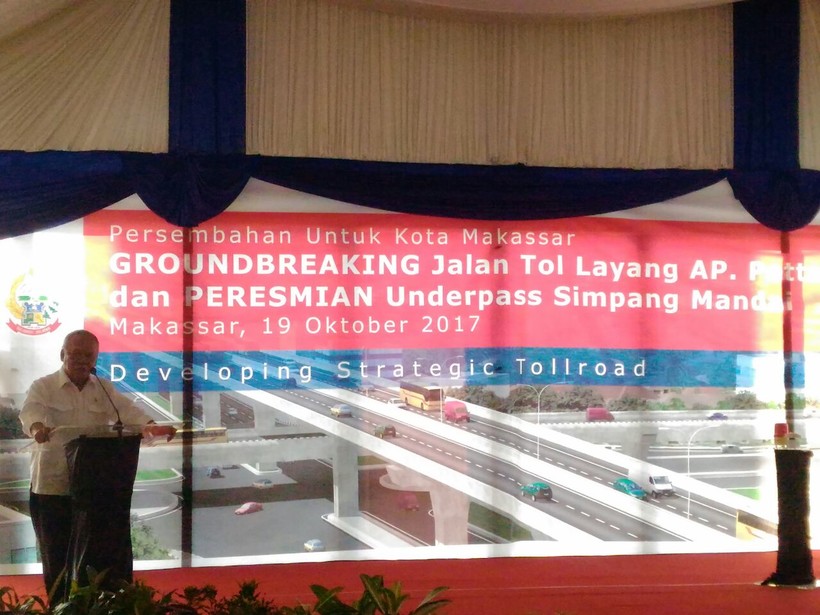 Persembahan Untuk Kota Makassar
GROUNDBREAKING Jalan Tol Layang AP.
dan PERESMIAN Underpass Simpang Mandai
Makassar, 19 Oktober 2017
Developing Strategic Tollroad